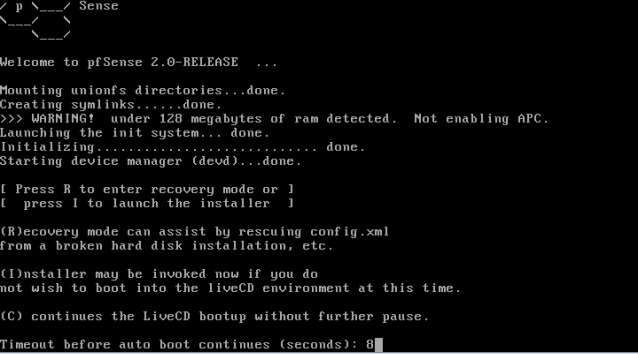 / p \___/ Sense
\___/   \
    \___/
Welcome to pfSense 2.0-RELEASE  ...
Mounting unionfs directories...done.
Creating symlinks......done.
>>> WARNING!  under 128 megabytes of ram detected.  Not enabling APC.
Launching the init system... done.
Initializing............................ done.
Starting device manager (devd)...done.
[ Press R to enter recovery mode or ]
[  press I to launch the installer  ]
(R)ecovery mode can assist by rescuing config.xml
from a broken hard disk installation, etc.
(I)nstaller may be invoked now if you do
not wish to boot into the liveCD environment at this time.
(C) continues the LiveCD bootup without further pause.
Timeout before auto boot continues (seconds): 8